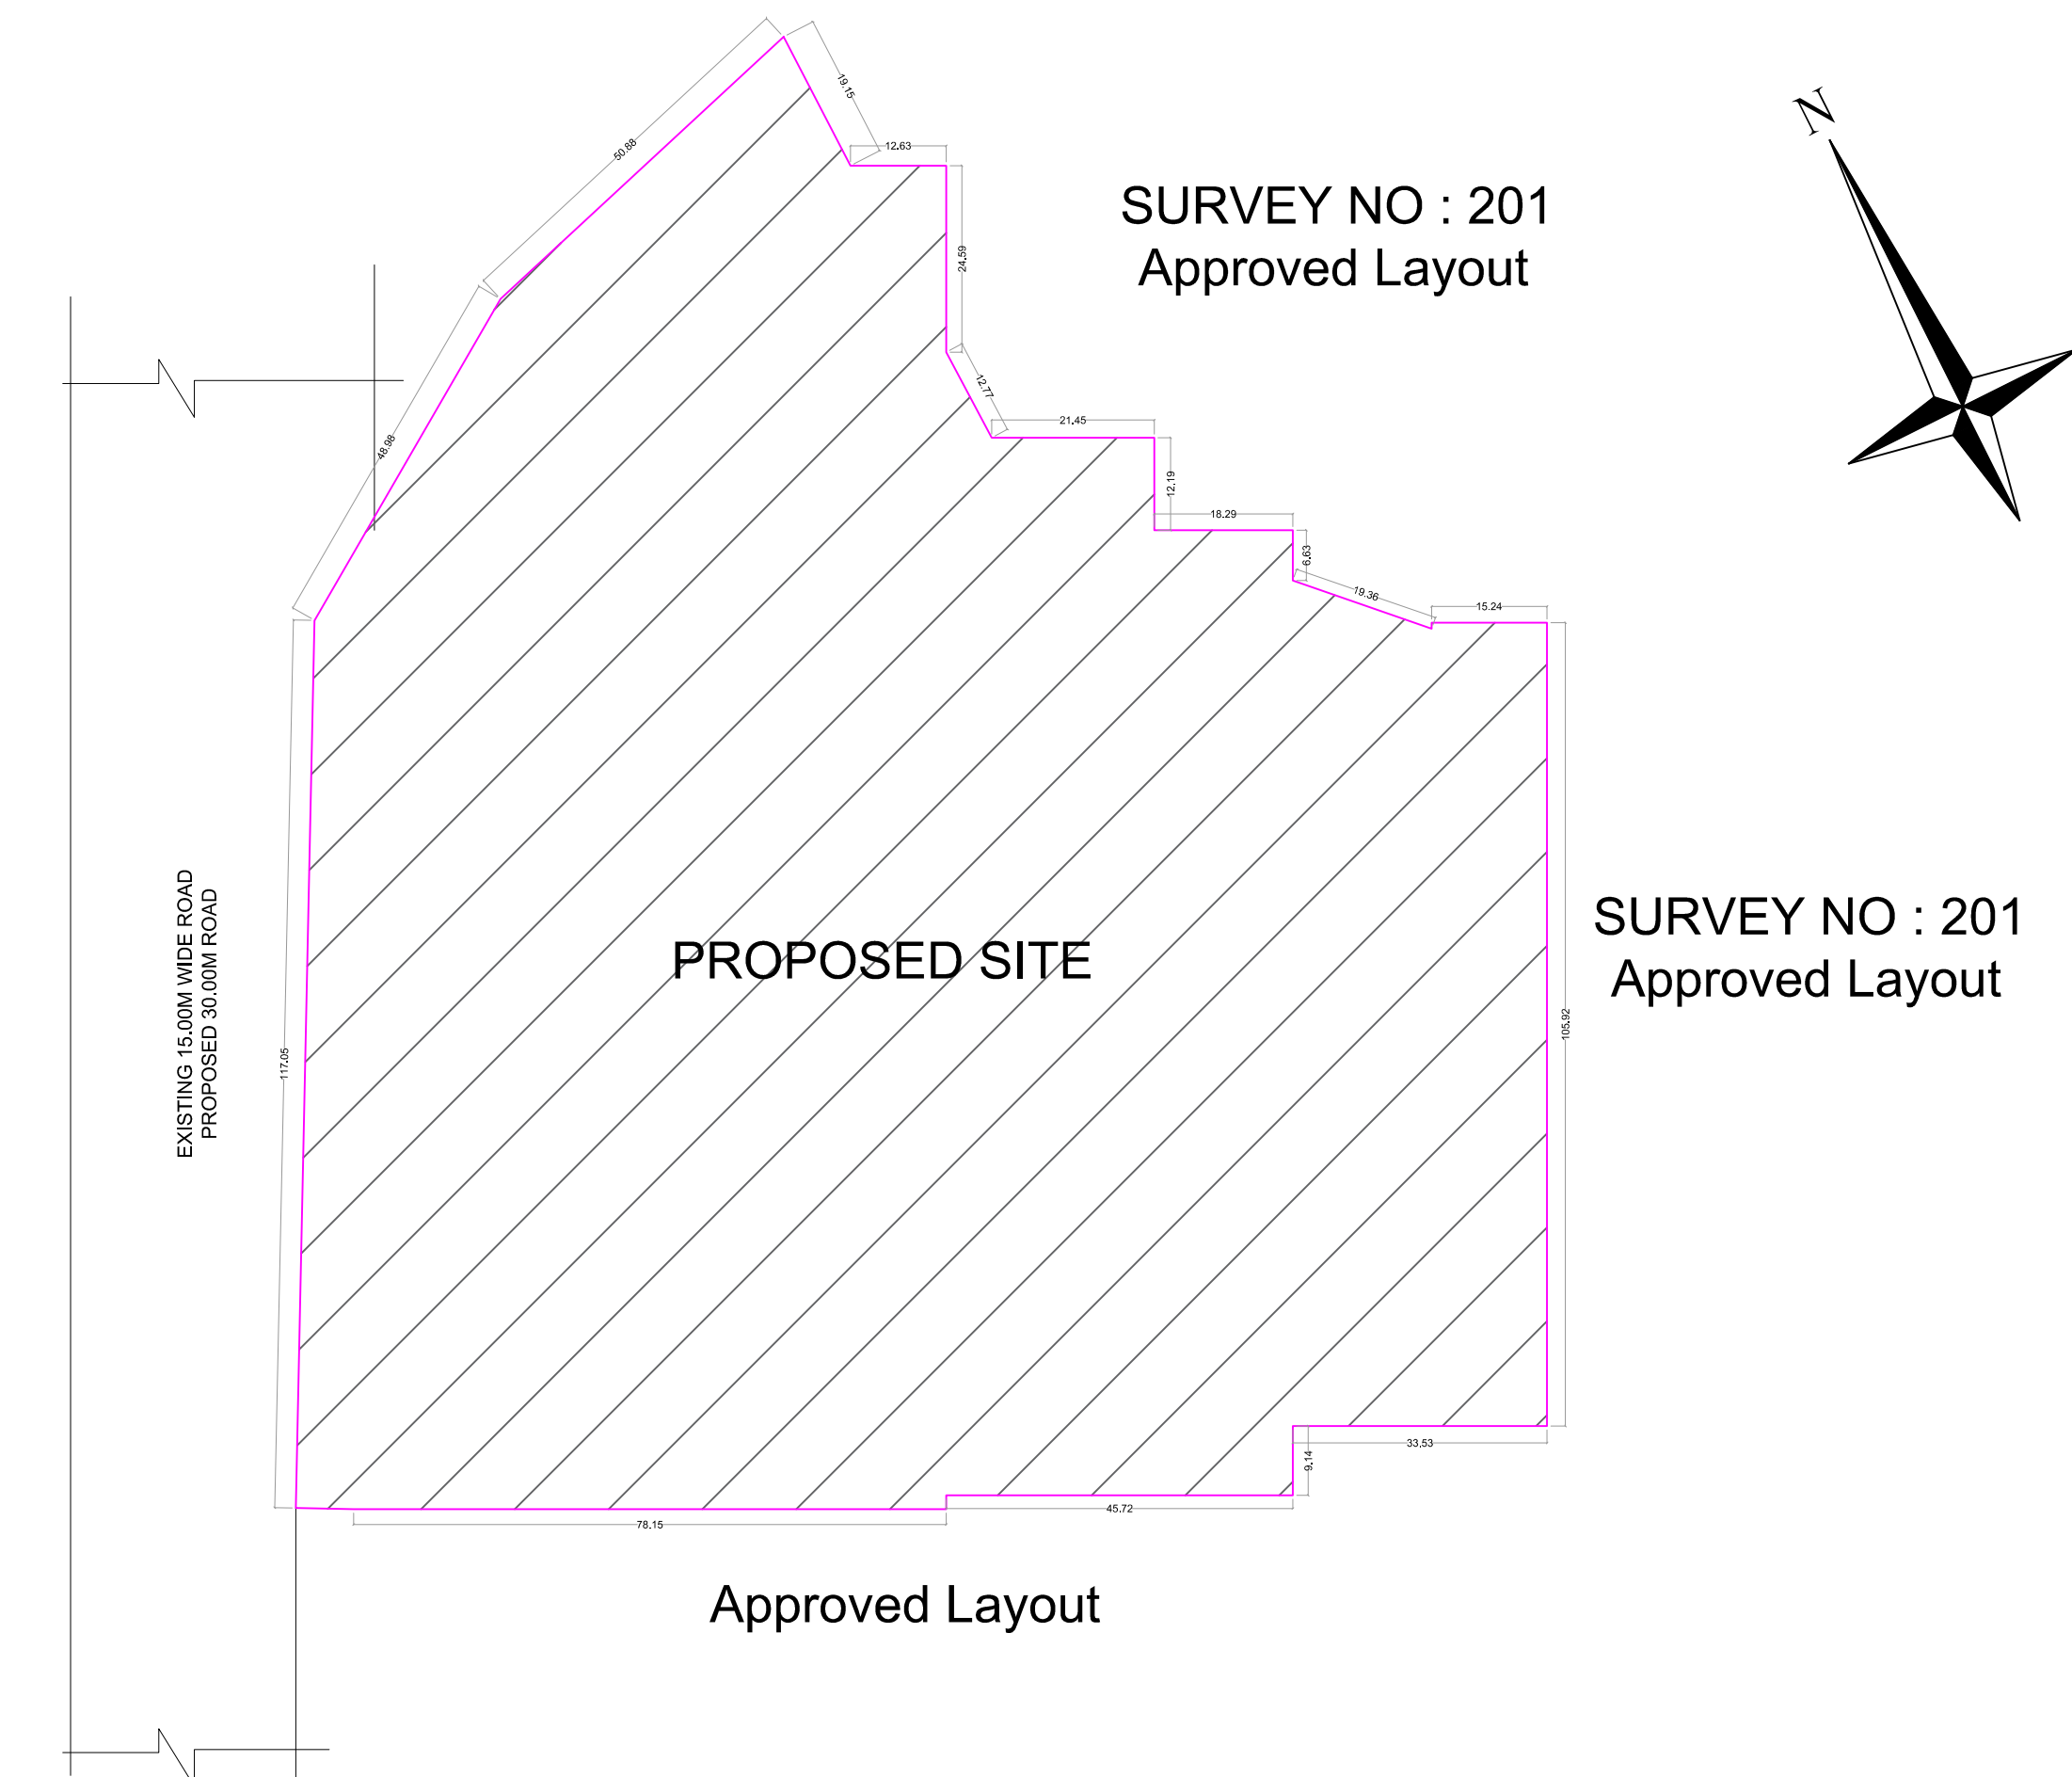 N
19.15
50.88
12.63
SURVEY NO : 201
Approved Layout
24.59
12.77
21.45
48.98
12.19
18.29
6.63
19.36
15.24
EXISTING 15.00M WIDE ROAD
PROPOSED 30.00M ROAD
PROPOSED SITE
SURVEY NO : 201
Approved Layout
117.05
105.92
33.53
9.14
45.72
78.15
Approved Layout